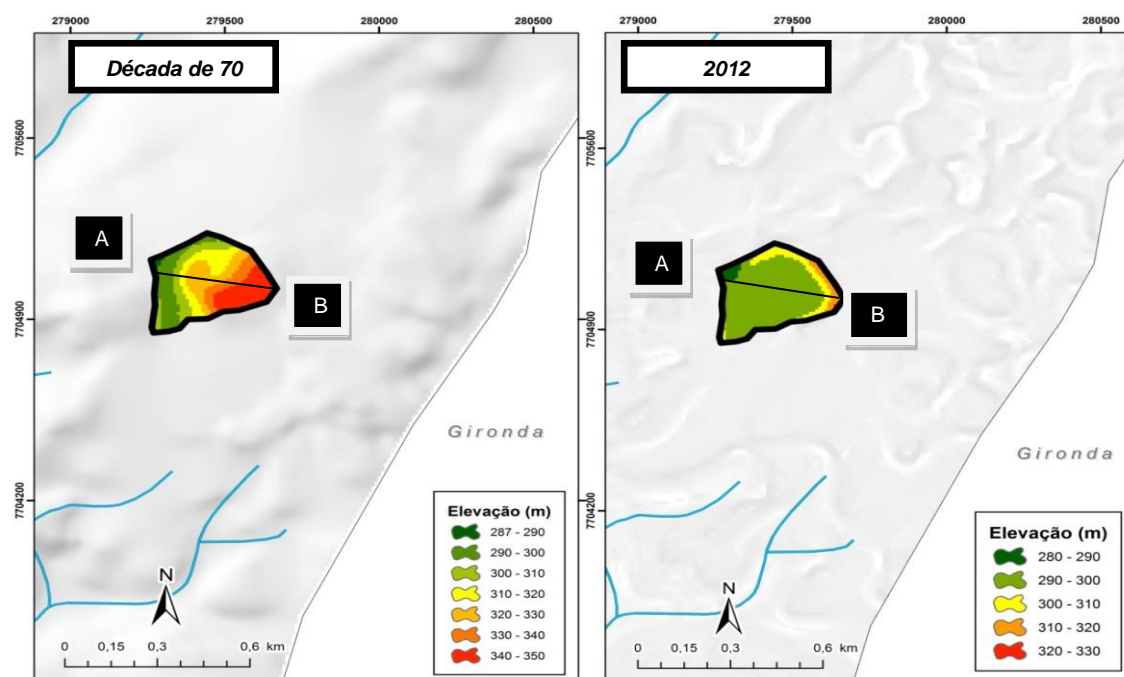 279000 279500 280000 280500
Década de 70
7705600
A
B
7704900
Gironda
7704200
Elevação (m)
287 - 290
290 - 300
300 - 310
310 - 320
320 - 330
330 - 340
340 - 350
N
0 0,15 0,3 0,6 km
279000 279500 280000 280500
2012
7705600
A
B
7704900
Gironda
7704200
Elevação (m)
280 - 290
290 - 300
300 - 310
310 - 320
320 - 330
N
0 0,15 0,3 0,6 km